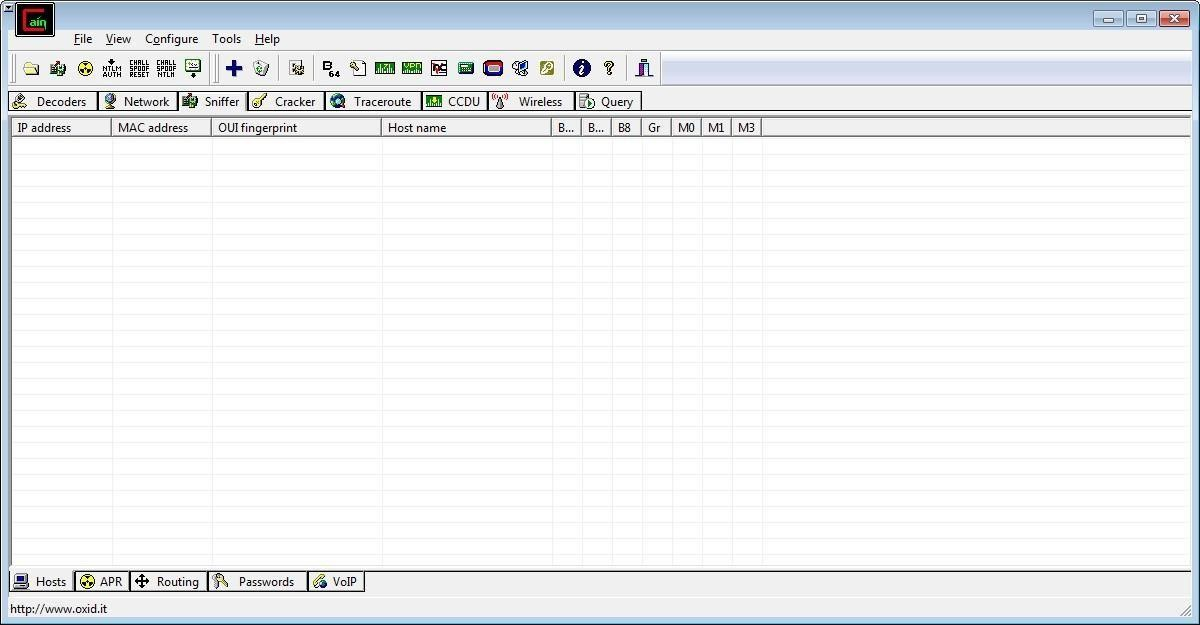 Cain
File View Configure Tools Help
NTLM AUTH CHALL SPOOF RESET CHALL SPOOF NTLM B64
Decoders Network Sniffer Cracker Traceroute CCDU Wireless Query
IP address MAC address OUI fingerprint Host name B... B... B8 Gr M0 M1 M3
Hosts APR Routing Passwords VoIP
http://www.oxid.it